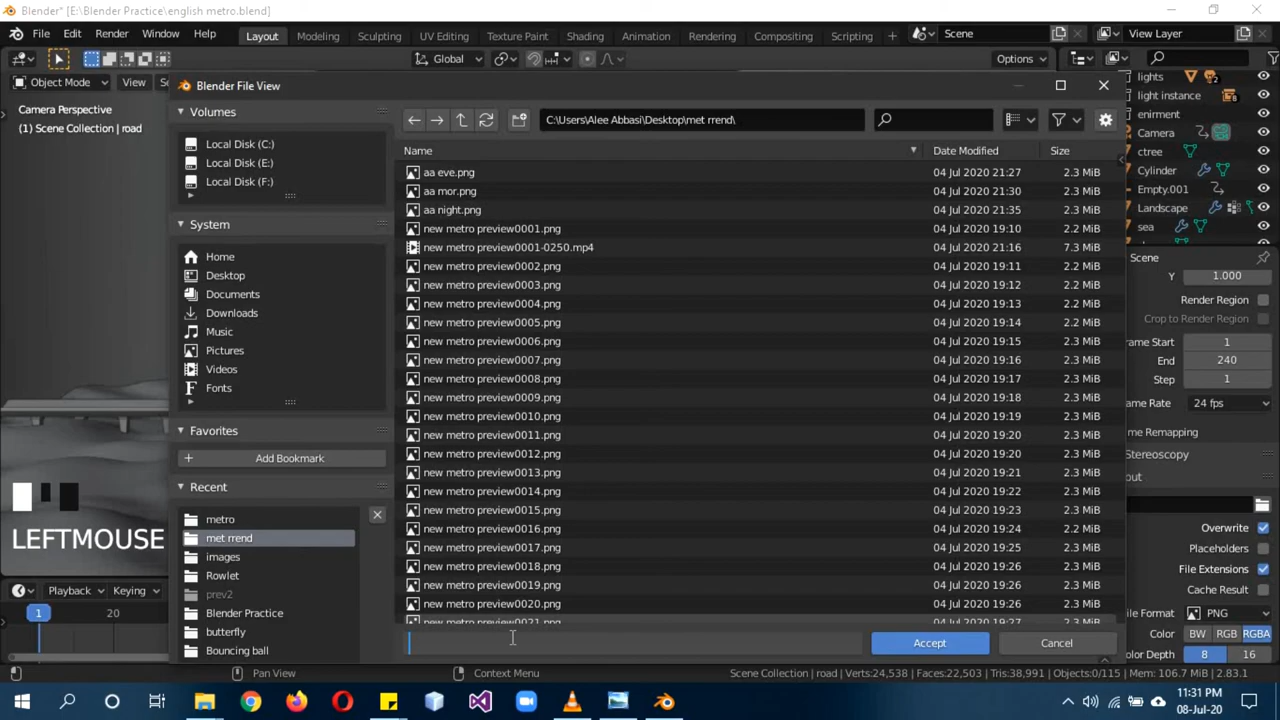 Blender* [E:\Blender Practice\english metro.blend]
File Edit Render Window Help Layout Modeling Sculpting UV Editing Texture Paint Shading Animation Rendering Compositing Scripting + Scene View Layer
Global Options
Object Mode View
Camera Perspective
(1) Scene Collection | road
Blender File View
Volumes
Local Disk (C:)
Local Disk (E:)
Local Disk (F:)
System
Home
Desktop
Documents
Downloads
Music
Pictures
Videos
Fonts
Favorites
+ Add Bookmark
Recent
metro
met rrend
images
Rowlet
prev2
Blender Practice
butterfly
Bouncing ball
C:\Users\Alee Abbasi\Desktop\met rrend\
Name Date Modified Size
aa eve.png 04 Jul 2020 21:27 2.3 MiB
aa mor.png 04 Jul 2020 21:30 2.3 MiB
aa night.png 04 Jul 2020 21:35 2.3 MiB
new metro preview0001.png 04 Jul 2020 19:10 2.2 MiB
new metro preview0001-0250.mp4 04 Jul 2020 21:16 7.3 MiB
new metro preview0002.png 04 Jul 2020 19:11 2.2 MiB
new metro preview0003.png 04 Jul 2020 19:12 2.2 MiB
new metro preview0004.png 04 Jul 2020 19:13 2.2 MiB
new metro preview0005.png 04 Jul 2020 19:14 2.2 MiB
new metro preview0006.png 04 Jul 2020 19:15 2.2 MiB
new metro preview0007.png 04 Jul 2020 19:16 2.2 MiB
new metro preview0008.png 04 Jul 2020 19:17 2.3 MiB
new metro preview0009.png 04 Jul 2020 19:18 2.3 MiB
new metro preview0010.png 04 Jul 2020 19:19 2.3 MiB
new metro preview0011.png 04 Jul 2020 19:20 2.3 MiB
new metro preview0012.png 04 Jul 2020 19:20 2.3 MiB
new metro preview0013.png 04 Jul 2020 19:21 2.3 MiB
new metro preview0014.png 04 Jul 2020 19:22 2.3 MiB
new metro preview0015.png 04 Jul 2020 19:23 2.3 MiB
new metro preview0016.png 04 Jul 2020 19:24 2.3 MiB
new metro preview0017.png 04 Jul 2020 19:25 2.3 MiB
new metro preview0018.png 04 Jul 2020 19:26 2.3 MiB
new metro preview0019.png 04 Jul 2020 19:26 2.3 MiB
new metro preview0020.png 04 Jul 2020 19:26 2.3 MiB
new metro preview0021.png 04 Jul 2020 19:27 2.3 MiB
Accept Cancel
lights 2
light instance 8
enirment
Camera
ctree
Cylinder
Empty.001
Landscape
sea
Scene
Y 1.000
Render Region
Crop to Render Region
rame Start 1
End 240
Step 1
ame Rate 24 fps
me Remapping
Stereoscopy
put
Overwrite
Placeholders
File Extensions
Cache Result
ile Format PNG
Color BW RGB RGBA
Color Depth 8 16
LEFTMOUSE
Playback Keying
1 20
Pan View Context Menu Scene Collection | road | Verts:24,538 | Faces:22,503 | Tris:38,991 | Objects:0/115 | Mem: 106.7 MiB | 2.83.1
11:31 PM
08-Jul-20